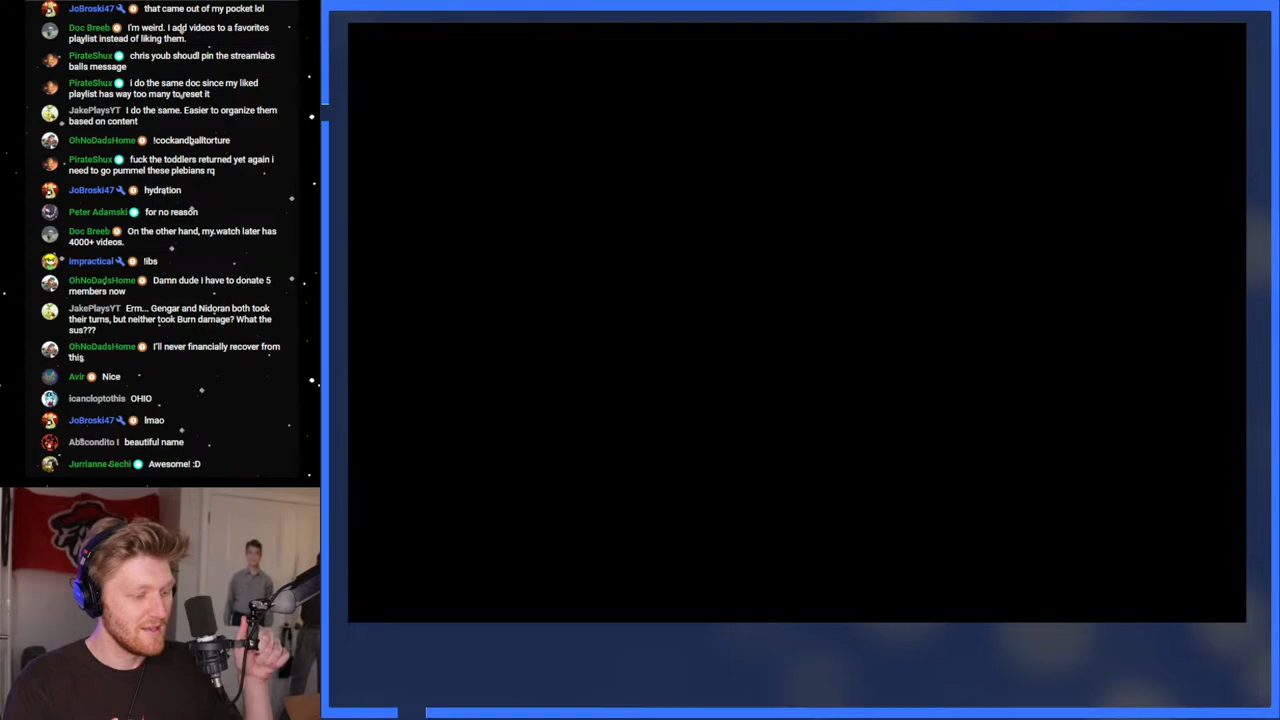 JoBroski47 that came out of my pocket lol
Doc Breeb I'm weird. I add videos to a favorites
playlist instead of liking them.
PirateShux chris youb shoudl pin the streamlabs
balls message
PirateShux i do the same doc since my liked
playlist has way too many to reset it
JakePlaysYT I do the same. Easier to organize them
based on content
OhNoDadsHome !cockandballtorture
PirateShux fuck the toddlers returned yet again i
need to go pummel these plebians rq
JoBroski47 hydration
Peter Adamski for no reason
Doc Breeb On the other hand, my watch later has
4000+ videos.
Impractical !ibs
OhNoDadsHome Damn dude I have to donate 5
members now
JakePlaysYT Erm... Gengar and Nidoran both took
their turns, but neither took Burn damage? What the
sus???
OhNoDadsHome I'll never financially recover from
this
Avir Nice
icancloptothis OHIO
JoBroski47 lmao
Abscondito I beautiful name
Jurrianne Sechi Awesome! :D